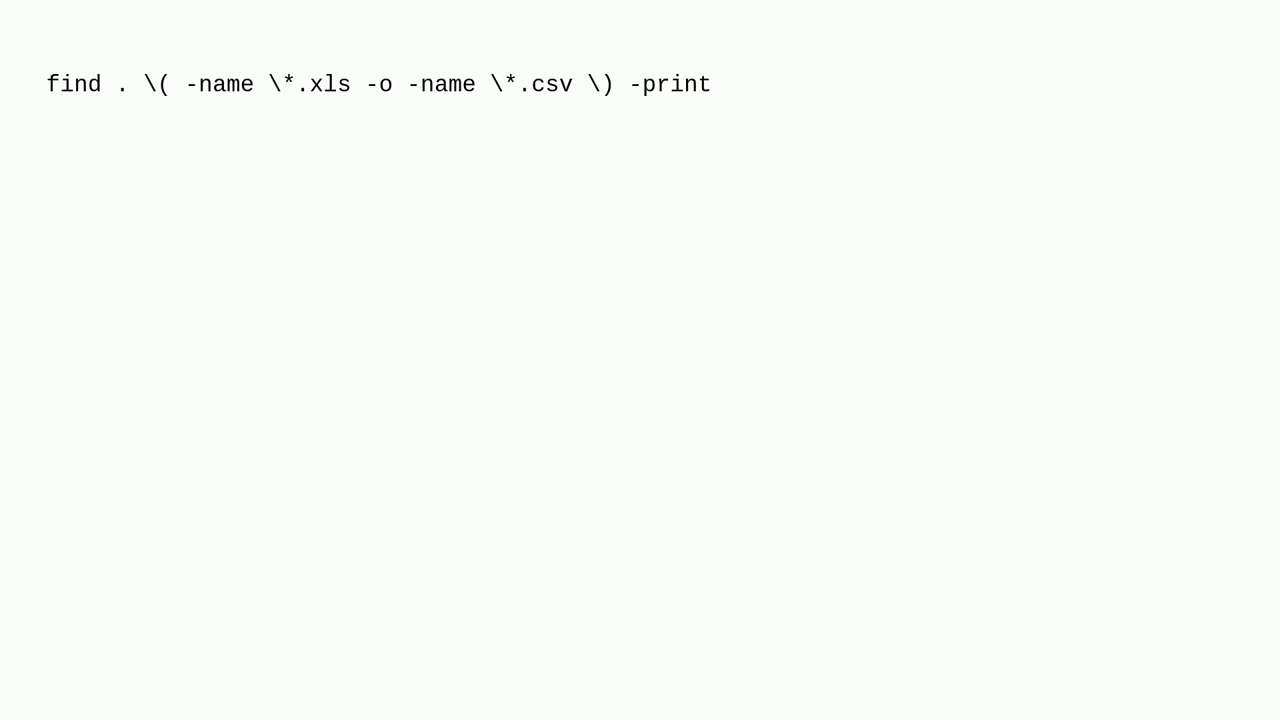 find . \( -name \*.xls -o -name \*.csv \) -print